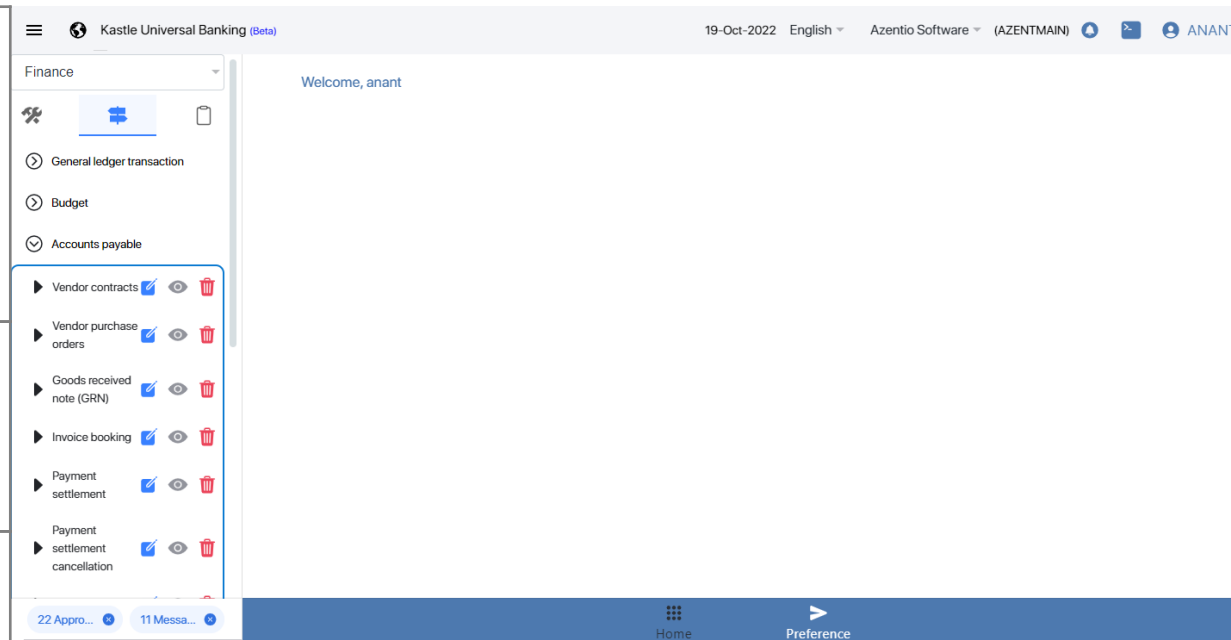 Kastle Universal Banking (Beta)
19-Oct-2022 English Azentio Software (AZENTMAIN) ANANT
Finance
Welcome, anant
General ledger transaction
Budget
Accounts payable
Vendor contracts
Vendor purchase
orders
Goods received
note (GRN)
Invoice booking
Payment
settlement
Payment
settlement
cancellation
22 Appro... 11 Messa...
Home
Preference